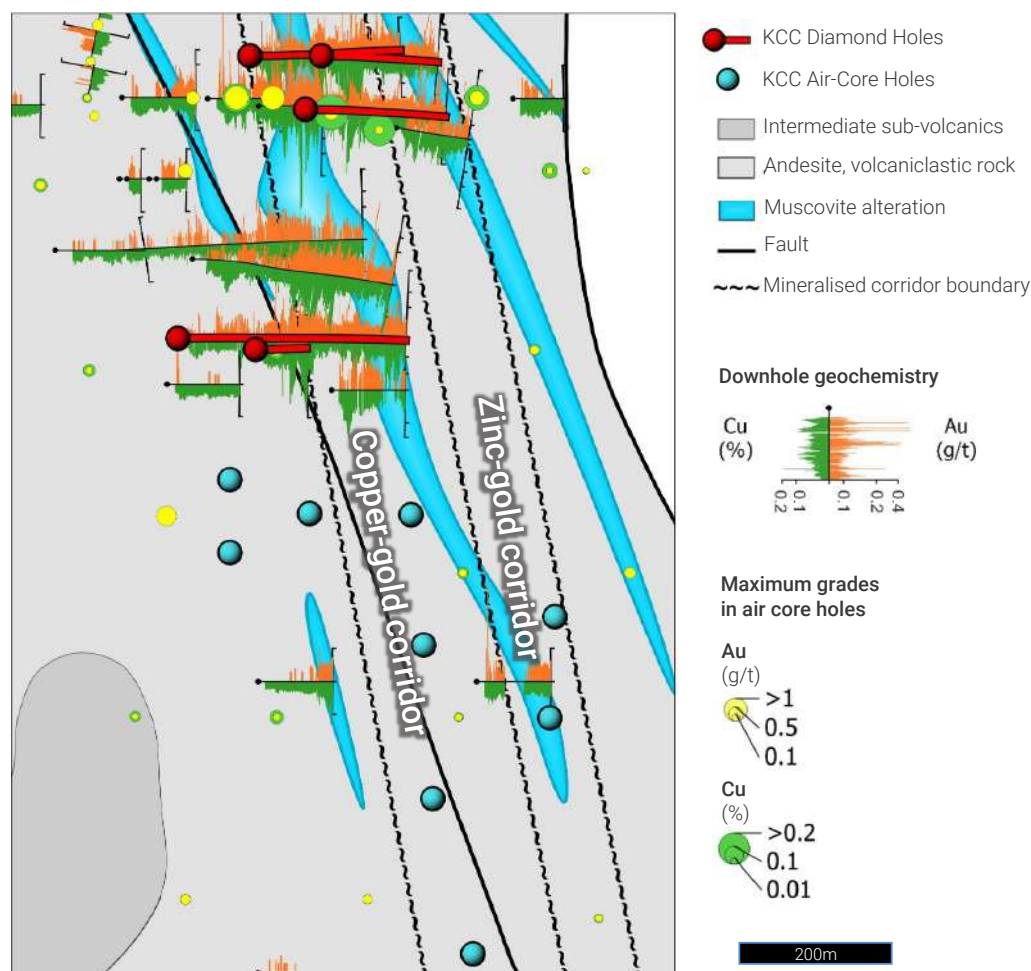 KCC Diamond Holes
KCC Air-Core Holes
Intermediate sub-volcanics
Andesite, volcaniclastic rock
Muscovite alteration
Fault
Mineralised corridor boundary
Downhole geochemistry
Cu
(%)
Au
(g/t)
0.2
0.1
0.1
0.2
0.4
Maximum grades
in air core holes
Au
(g/t)
>1
0.5
0.1
Cu
(%)
>0.2
0.1
0.01
200m
Copper-gold corridor
Zinc-gold corridor